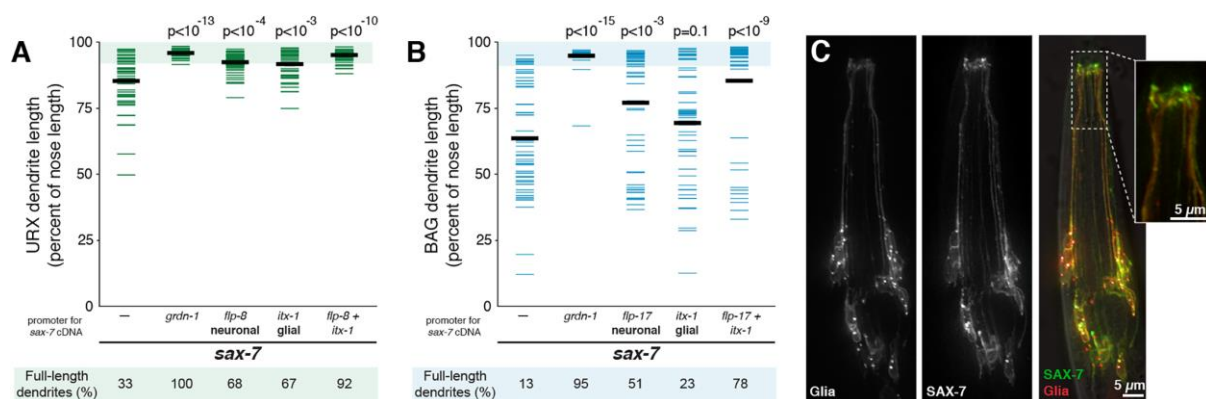 A
p<10-13 p<10-4 p<10-3 p<10-10
100
75
50
25
0
URX dendrite length
(percent of nose length)
promoter for
sax-7 cDNA
— grdn-1 flp-8 itx-1 flp-8 +
neuronal glial itx-1
sax-7
Full-length
dendrites (%)
33 100 68 67 92
B
p<10-15 p<10-3 p=0.1 p<10-9
100
75
50
25
0
BAG dendrite length
(percent of nose length)
promoter for
sax-7 cDNA
— grdn-1 flp-17 itx-1 flp-17 +
neuronal glial itx-1
sax-7
Full-length
dendrites (%)
13 95 51 23 78
C
Glia
SAX-7
SAX-7
Glia
5 µm
5 µm